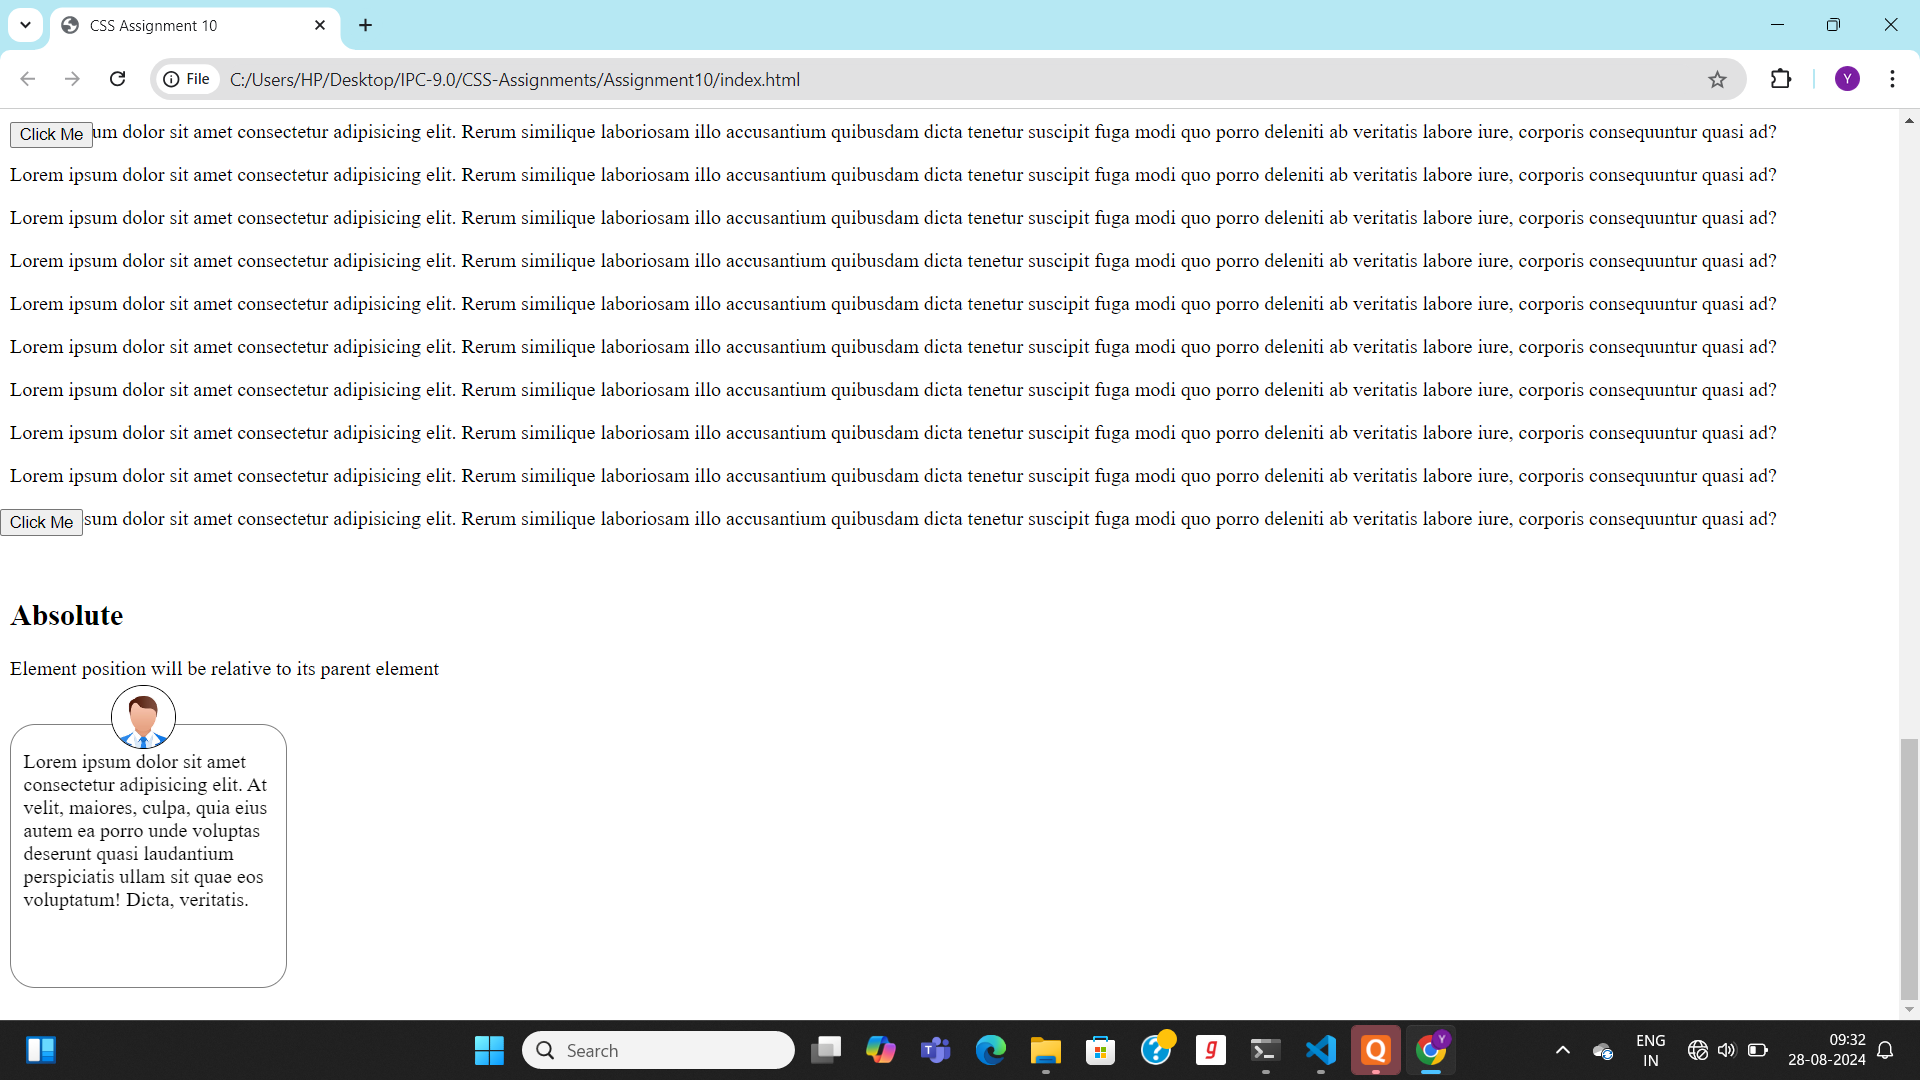 CSS Assignment 10
File C:/Users/HP/Desktop/IPC-9.0/CSS-Assignments/Assignment10/index.html
Y
Click Me um dolor sit amet consectetur adipisicing elit. Rerum similique laboriosam illo accusantium quibusdam dicta tenetur suscipit fuga modi quo porro deleniti ab veritatis labore iure, corporis consequuntur quasi ad?
Lorem ipsum dolor sit amet consectetur adipisicing elit. Rerum similique laboriosam illo accusantium quibusdam dicta tenetur suscipit fuga modi quo porro deleniti ab veritatis labore iure, corporis consequuntur quasi ad?
Lorem ipsum dolor sit amet consectetur adipisicing elit. Rerum similique laboriosam illo accusantium quibusdam dicta tenetur suscipit fuga modi quo porro deleniti ab veritatis labore iure, corporis consequuntur quasi ad?
Lorem ipsum dolor sit amet consectetur adipisicing elit. Rerum similique laboriosam illo accusantium quibusdam dicta tenetur suscipit fuga modi quo porro deleniti ab veritatis labore iure, corporis consequuntur quasi ad?
Lorem ipsum dolor sit amet consectetur adipisicing elit. Rerum similique laboriosam illo accusantium quibusdam dicta tenetur suscipit fuga modi quo porro deleniti ab veritatis labore iure, corporis consequuntur quasi ad?
Lorem ipsum dolor sit amet consectetur adipisicing elit. Rerum similique laboriosam illo accusantium quibusdam dicta tenetur suscipit fuga modi quo porro deleniti ab veritatis labore iure, corporis consequuntur quasi ad?
Lorem ipsum dolor sit amet consectetur adipisicing elit. Rerum similique laboriosam illo accusantium quibusdam dicta tenetur suscipit fuga modi quo porro deleniti ab veritatis labore iure, corporis consequuntur quasi ad?
Lorem ipsum dolor sit amet consectetur adipisicing elit. Rerum similique laboriosam illo accusantium quibusdam dicta tenetur suscipit fuga modi quo porro deleniti ab veritatis labore iure, corporis consequuntur quasi ad?
Lorem ipsum dolor sit amet consectetur adipisicing elit. Rerum similique laboriosam illo accusantium quibusdam dicta tenetur suscipit fuga modi quo porro deleniti ab veritatis labore iure, corporis consequuntur quasi ad?
Click Me sum dolor sit amet consectetur adipisicing elit. Rerum similique laboriosam illo accusantium quibusdam dicta tenetur suscipit fuga modi quo porro deleniti ab veritatis labore iure, corporis consequuntur quasi ad?
Absolute
Element position will be relative to its parent element
Lorem ipsum dolor sit amet
consectetur adipisicing elit. At
velit, maiores, culpa, quia eius
autem ea porro unde voluptas
deserunt quasi laudantium
perspiciatis ullam sit quae eos
voluptatum! Dicta, veritatis.
Search
ENG
IN
09:32
28-08-2024